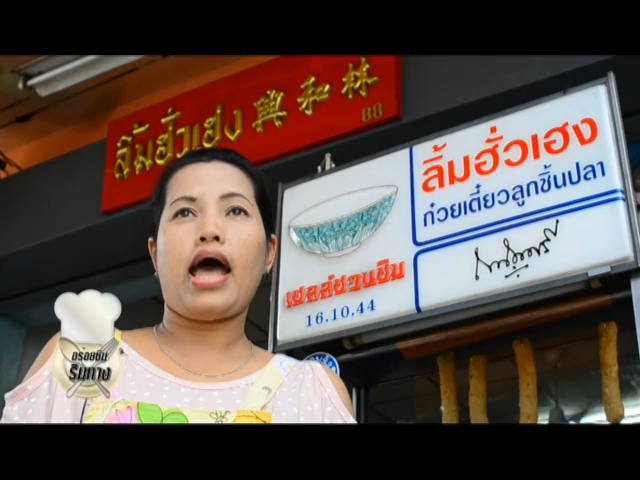 ลิ้มฮั่วเฮง 興和林
88
ลิ้มฮั่วเฮง
ก๋วยเตี๋ยวลูกชิ้นปลา
เชลล์ชวนชิม
16.10.44
อร่อยชิม
ริมทาง